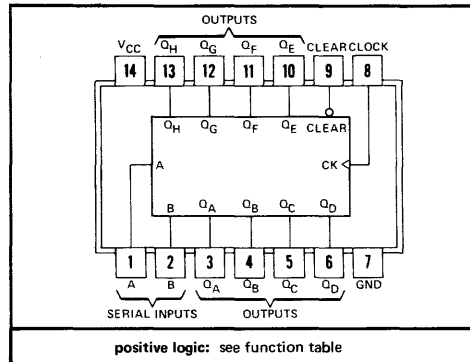 OUTPUTS
VCC QH QG QF QE CLEAR CLOCK
14 13 12 11 10 9 8
QH QG QF QE CLEAR
A CK
B QA QB QC QD
1 2 3 4 5 6 7
A B QA QB QC QD GND
SERIAL INPUTS OUTPUTS
positive logic: see function table